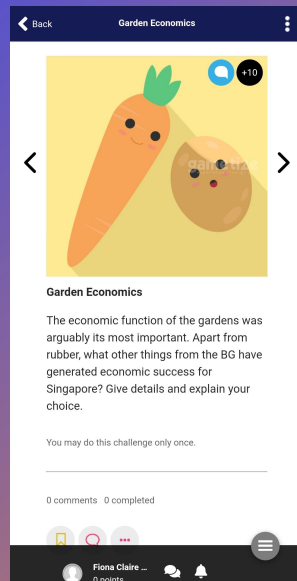 Back
Garden Economics
+10
gametize
Garden Economics
The economic function of the gardens was
arguably its most important. Apart from
rubber, what other things from the BG have
generated economic success for
Singapore? Give details and explain your
choice.
You may do this challenge only once.
0 comments 0 completed
Fiona Claire ...
0 points